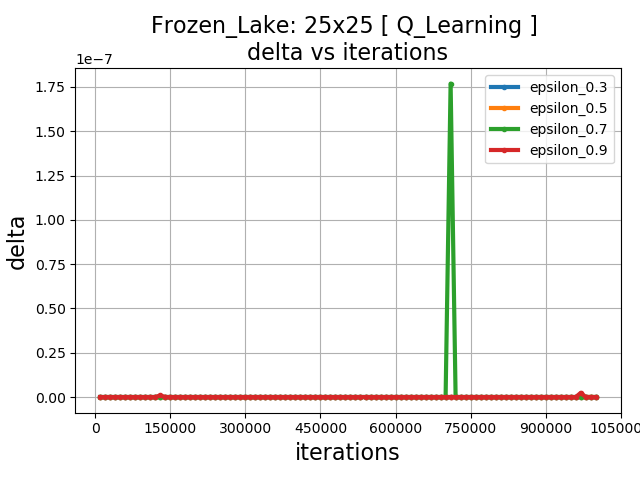 Frozen_Lake: 25x25 [ Q_Learning ]
delta vs iterations
1e−7
1.75
1.50
1.25
1.00
0.75
0.50
0.25
0.00
delta
epsilon_0.3
epsilon_0.5
epsilon_0.7
epsilon_0.9
0 150000 300000 450000 600000 750000 900000 105000
iterations